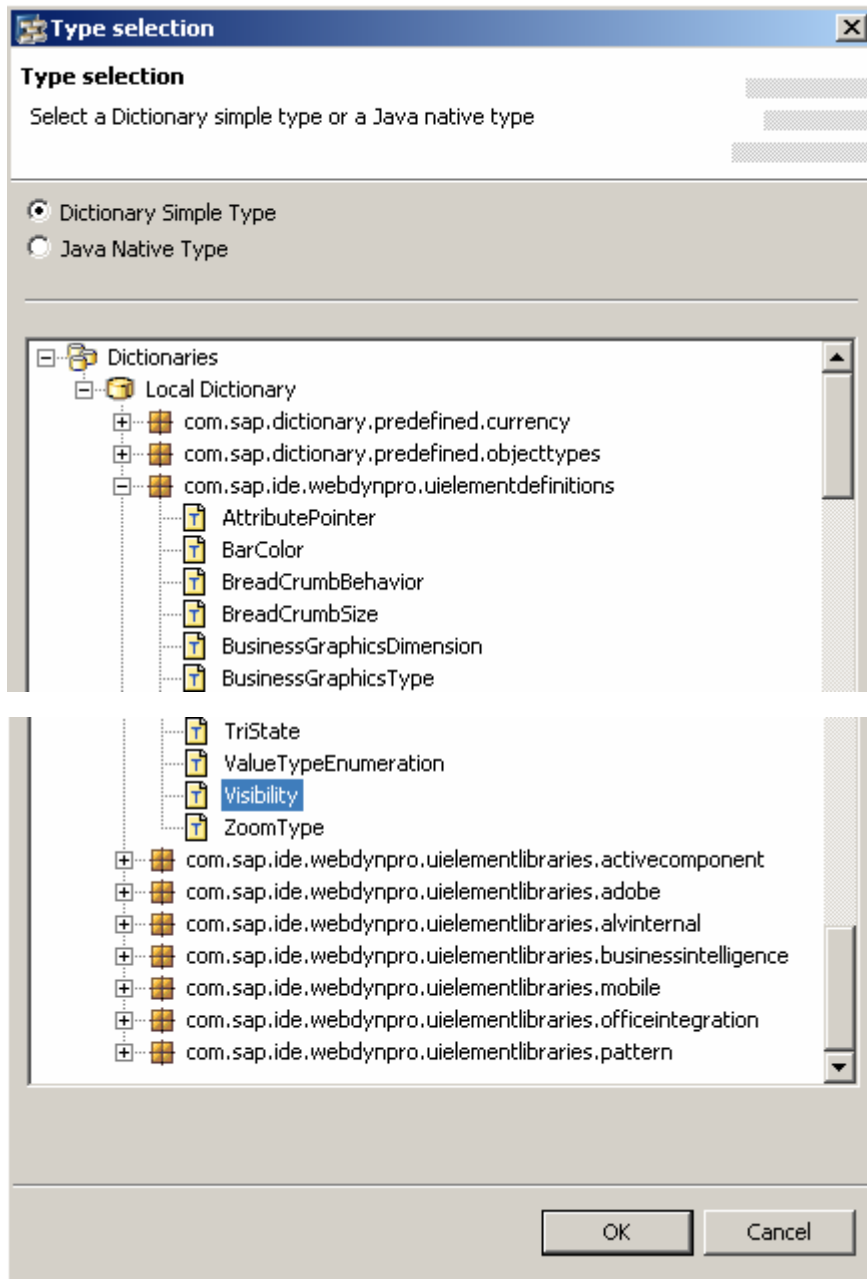 Type selection
Type selection
Select a Dictionary simple type or a Java native type
Dictionary Simple Type
Java Native Type
Dictionaries
Local Dictionary
com.sap.dictionary.predefined.currency
com.sap.dictionary.predefined.objecttypes
com.sap.ide.webdynpro.uielementdefinitions
AttributePointer
BarColor
BreadCrumbBehavior
BreadCrumbSize
BusinessGraphicsDimension
BusinessGraphicsType
TriState
ValueTypeEnumeration
Visibility
ZoomType
com.sap.ide.webdynpro.uielementlibraries.activecomponent
com.sap.ide.webdynpro.uielementlibraries.adobe
com.sap.ide.webdynpro.uielementlibraries.alvinternal
com.sap.ide.webdynpro.uielementlibraries.businessintelligence
com.sap.ide.webdynpro.uielementlibraries.mobile
com.sap.ide.webdynpro.uielementlibraries.officeintegration
com.sap.ide.webdynpro.uielementlibraries.pattern
OK Cancel